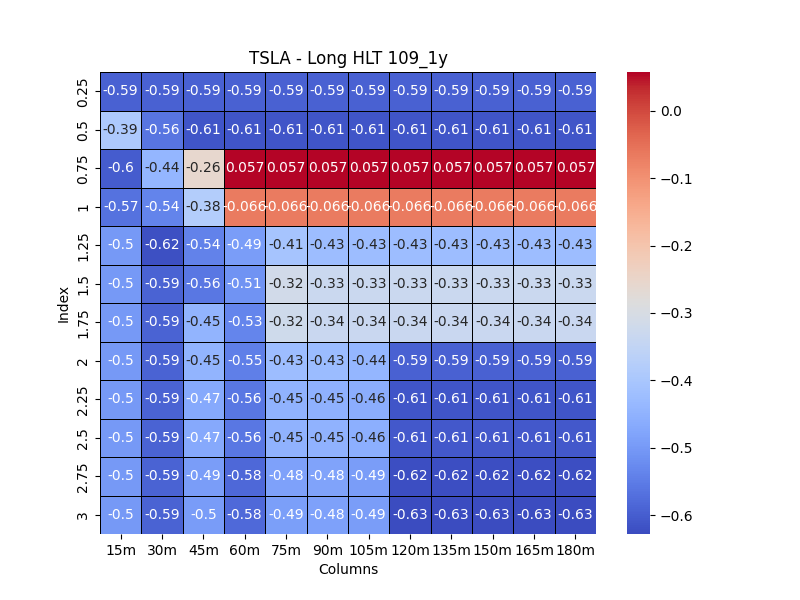 TSLA - Long HLT 109_1y
0.25 -0.59 -0.59 -0.59 -0.59 -0.59 -0.59 -0.59 -0.59 -0.59 -0.59 -0.59 -0.59
0.5 -0.39 -0.56 -0.61 -0.61 -0.61 -0.61 -0.61 -0.61 -0.61 -0.61 -0.61 -0.61
0.75 -0.6 -0.44 -0.26 0.057 0.057 0.057 0.057 0.057 0.057 0.057 0.057 0.057
1 -0.57 -0.54 -0.38 -0.066 -0.066 -0.066 -0.066 -0.066 -0.066 -0.066 -0.066 -0.066
1.25 -0.5 -0.62 -0.54 -0.49 -0.41 -0.43 -0.43 -0.43 -0.43 -0.43 -0.43 -0.43
1.5 -0.5 -0.59 -0.56 -0.51 -0.32 -0.33 -0.33 -0.33 -0.33 -0.33 -0.33 -0.33
1.75 -0.5 -0.59 -0.45 -0.53 -0.32 -0.34 -0.34 -0.34 -0.34 -0.34 -0.34 -0.34
2 -0.5 -0.59 -0.45 -0.55 -0.43 -0.43 -0.44 -0.59 -0.59 -0.59 -0.59 -0.59
2.25 -0.5 -0.59 -0.47 -0.56 -0.45 -0.45 -0.46 -0.61 -0.61 -0.61 -0.61 -0.61
2.5 -0.5 -0.59 -0.47 -0.56 -0.45 -0.45 -0.46 -0.61 -0.61 -0.61 -0.61 -0.61
2.75 -0.5 -0.59 -0.49 -0.58 -0.48 -0.48 -0.49 -0.62 -0.62 -0.62 -0.62 -0.62
3 -0.5 -0.59 -0.5 -0.58 -0.49 -0.48 -0.49 -0.63 -0.63 -0.63 -0.63 -0.63
15m 30m 45m 60m 75m 90m 105m 120m 135m 150m 165m 180m
Columns
Index
0.0
−0.1
−0.2
−0.3
−0.4
−0.5
−0.6